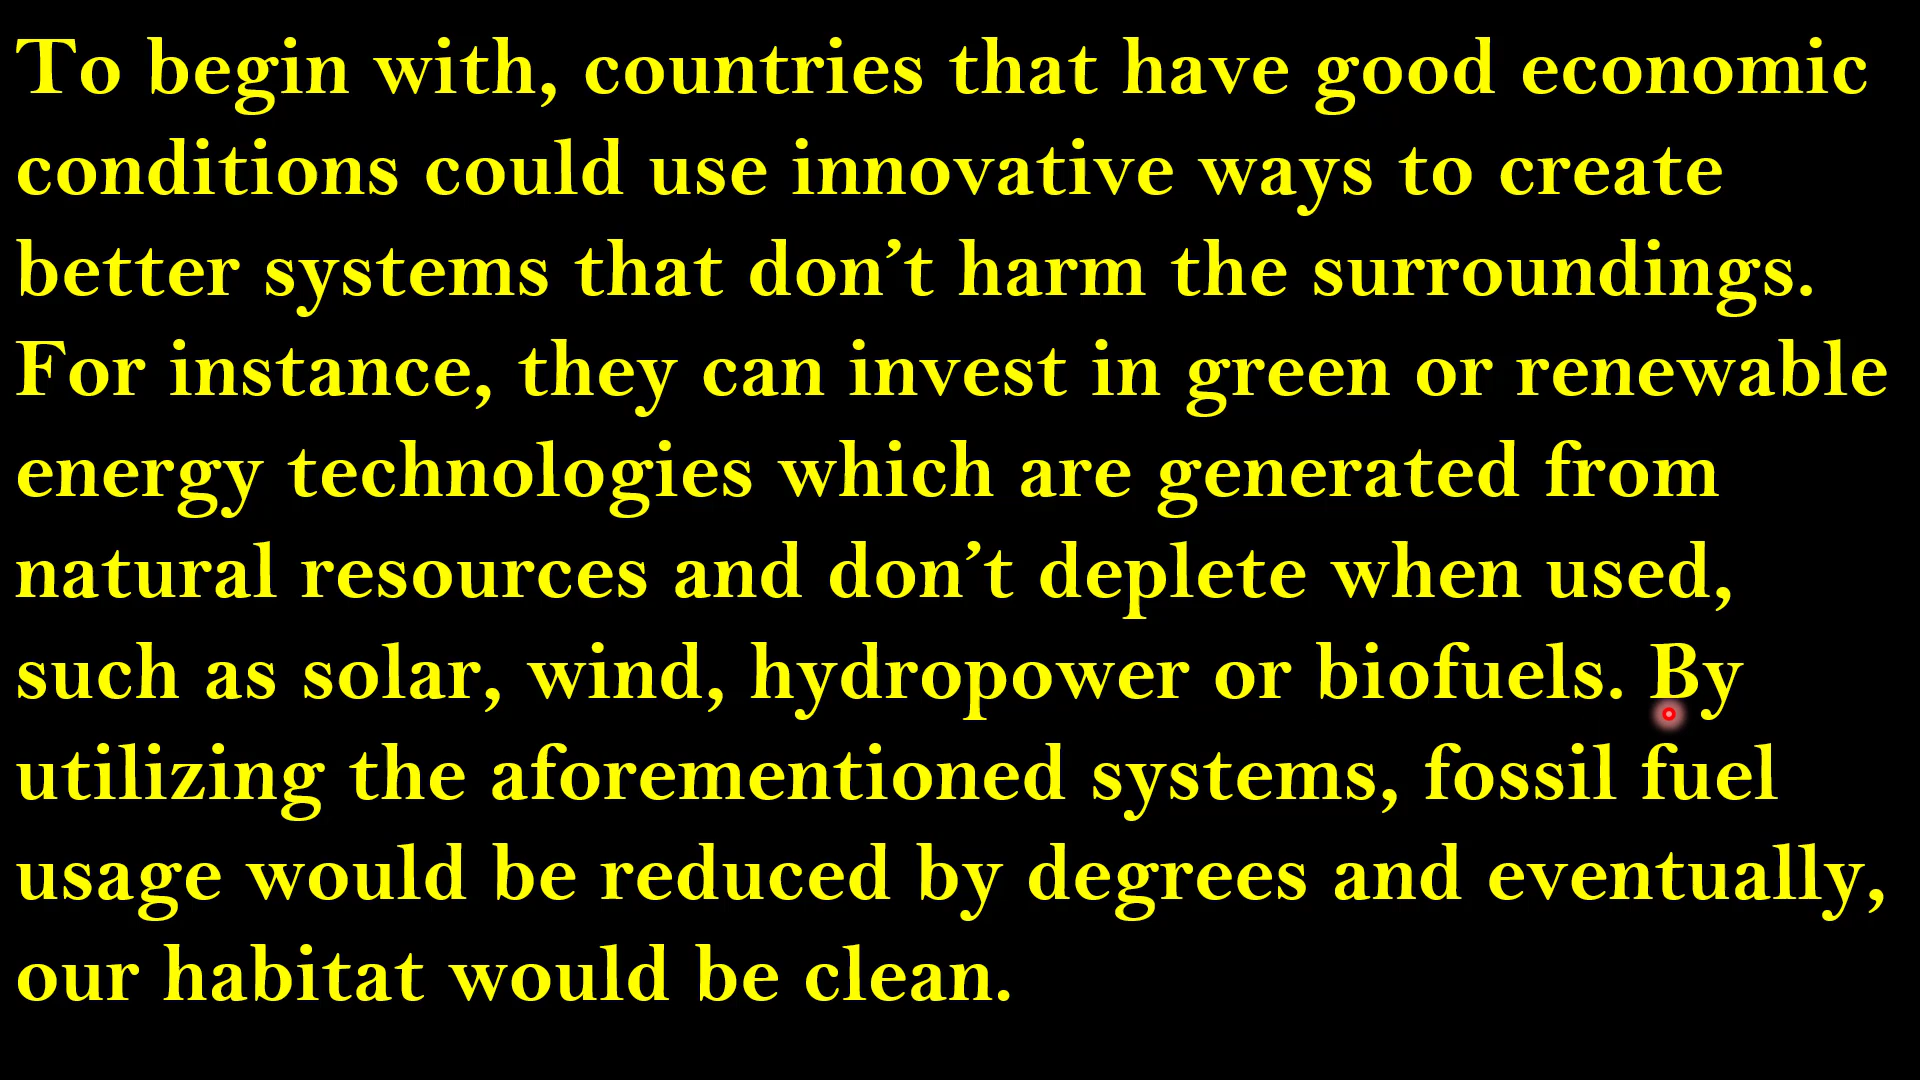 To begin with, countries that have good economic
conditions could use innovative ways to create
better systems that don’t harm the surroundings.
For instance, they can invest in green or renewable
energy technologies which are generated from
natural resources and don’t deplete when used,
such as solar, wind, hydropower or biofuels. By
utilizing the aforementioned systems, fossil fuel
usage would be reduced by degrees and eventually,
our habitat would be clean.